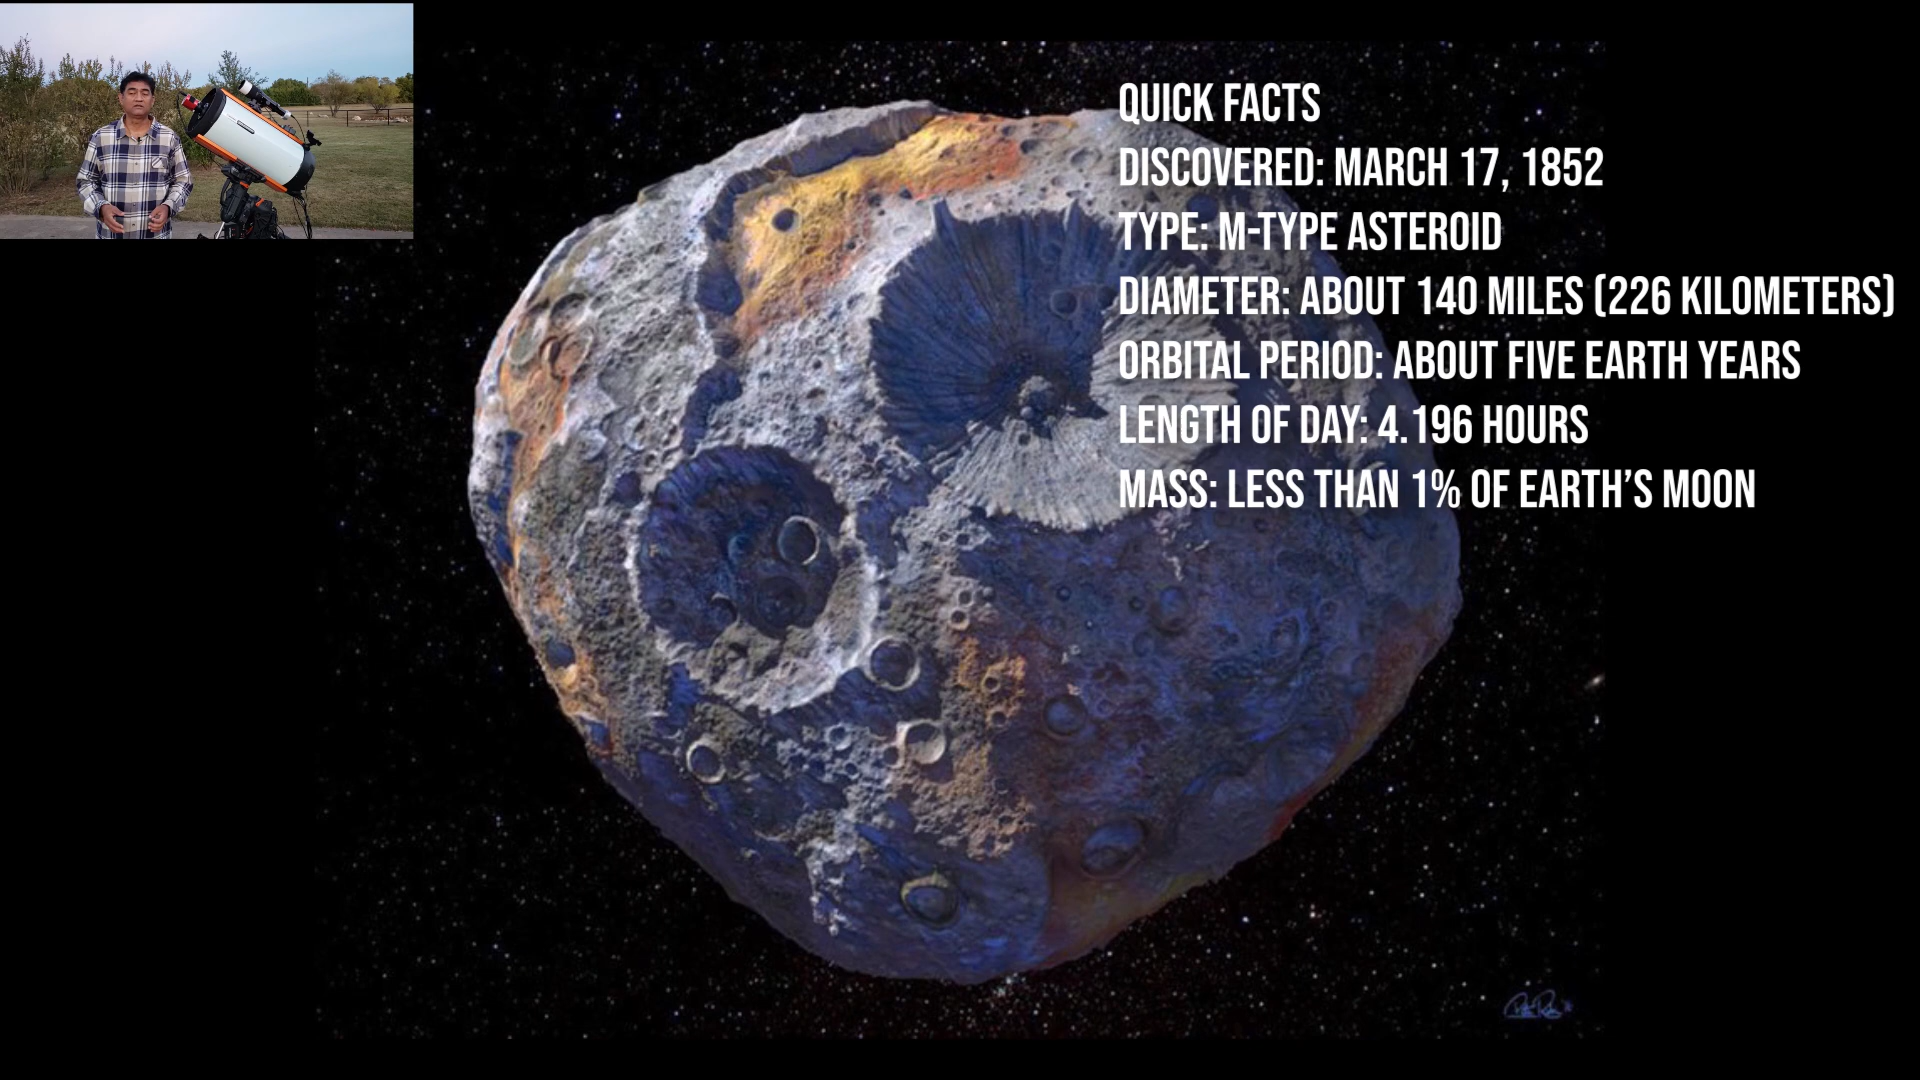 QUICK FACTS
DISCOVERED: MARCH 17, 1852
TYPE: M-TYPE ASTEROID
DIAMETER: ABOUT 140 MILES (226 KILOMETERS)
ORBITAL PERIOD: ABOUT FIVE EARTH YEARS
LENGTH OF DAY: 4.196 HOURS
MASS: LESS THAN 1% OF EARTH’S MOON